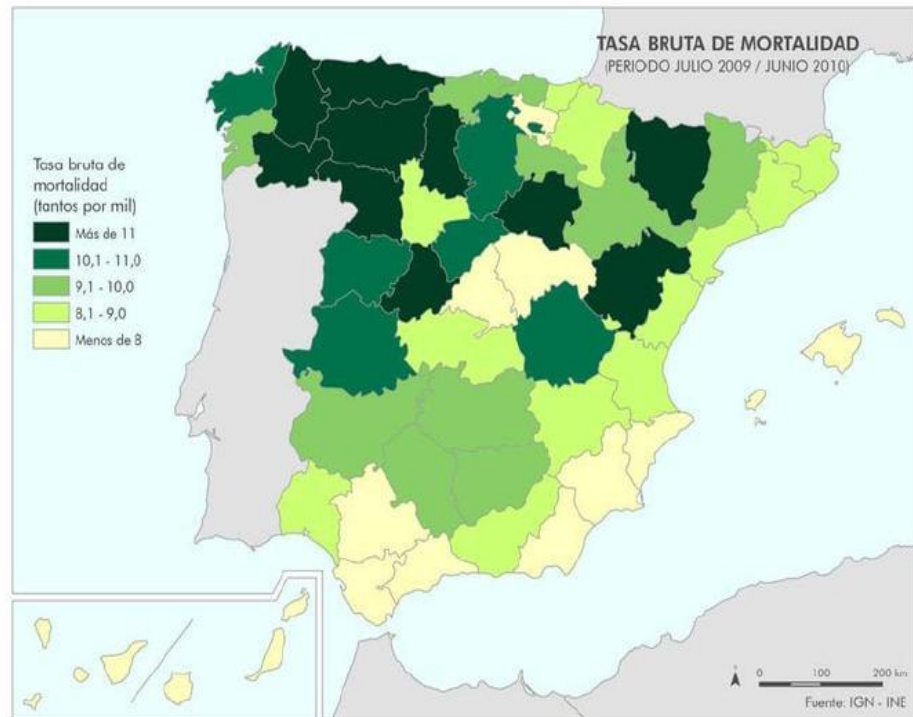 TASA BRUTA DE MORTALIDAD
(PERIODO JULIO 2009 / JUNIO 2010)
Tasa bruta de
mortalidad
(tantos por mil)
Más de 11
10,1 - 11,0
9,1 - 10,0
8,1 - 9,0
Menos de 8
0 100 200 km
Fuente: IGN - INE